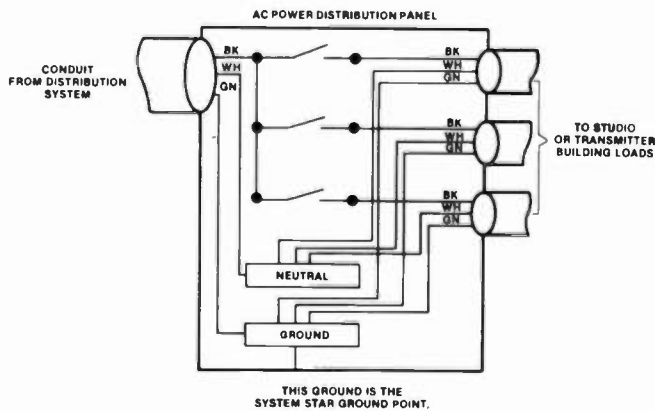 AC POWER DISTRIBUTION PANEL
CONDUIT
FROM DISTRIBUTION
SYSTEM
BK
WH
GN
BK
WH
GN
BK
WH
GN
BK
WH
GN
TO STUDIO
OR TRANSMITTER
BUILDING LOADS
NEUTRAL
GROUND
THIS GROUND IS THE
SYSTEM STAR GROUND POINT.